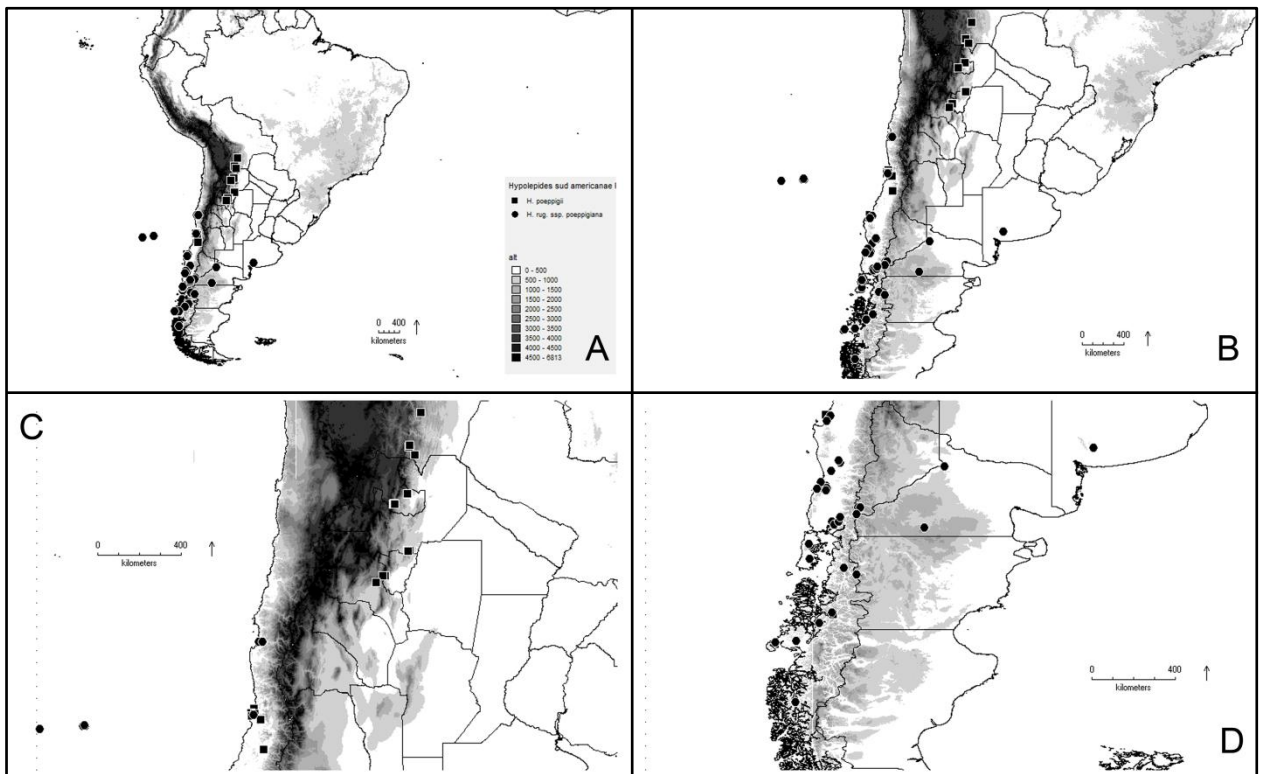 Hypolepides sud americanae
H. poeppigii
H. rug. ssp. poeppigiana
alt
0 - 500
500 - 1000
1000 - 1500
1500 - 2000
2000 - 2500
2500 - 3000
3000 - 3500
3500 - 4000
4000 - 4500
4500 - 6813
0 400
kilometers
A
0 400
kilometers
B
C
0 400
kilometers
0 400
kilometers
D